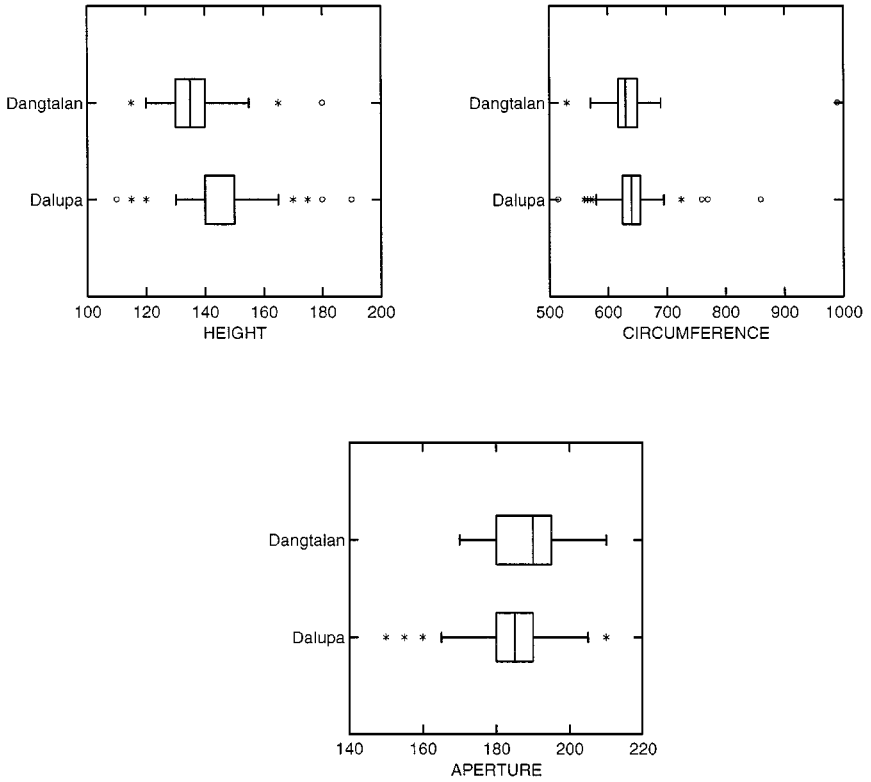 Dangtalan
Dalupa
100 120 140 160 180 200
HEIGHT
Dangtalan
Dalupa
500 600 700 800 900 1000
CIRCUMFERENCE
Dangtalan
Dalupa
140 160 180 200 220
APERTURE